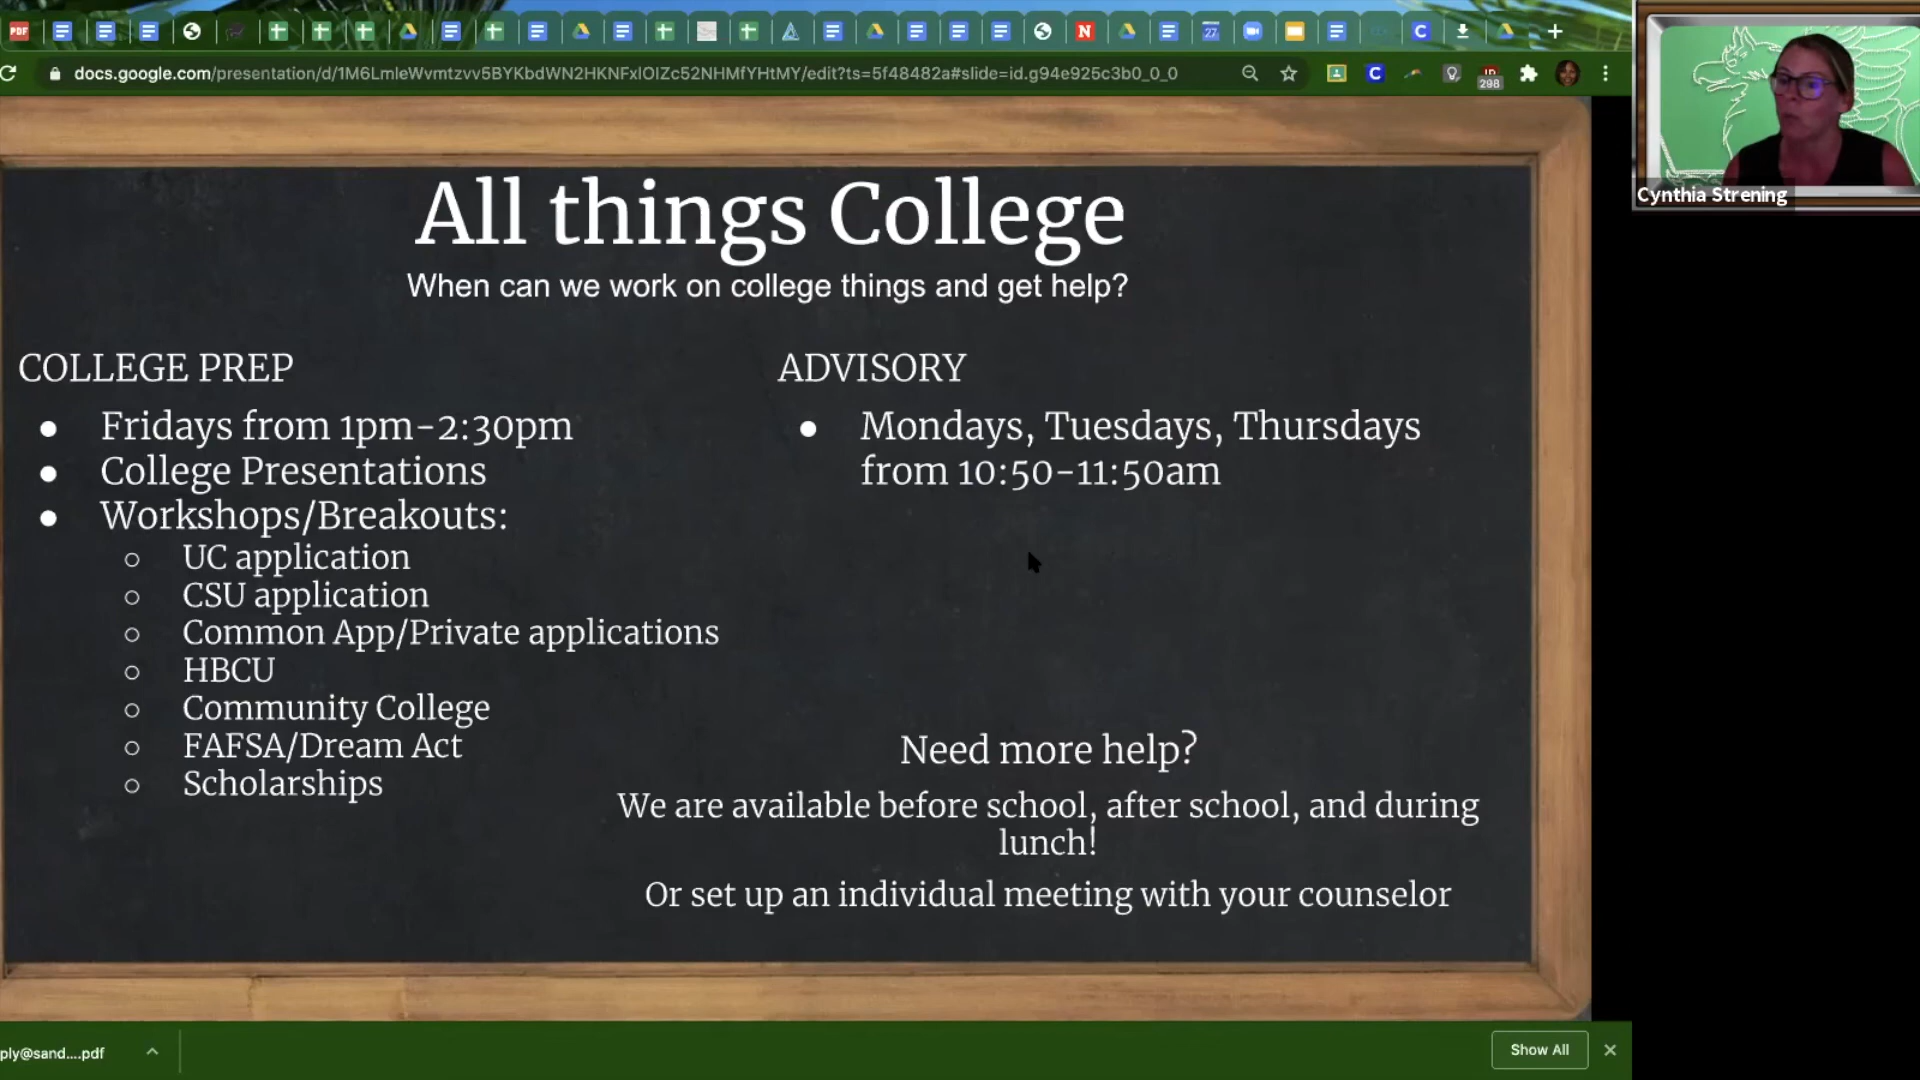 PDF
27
N
C
docs.google.com/presentation/d/1M6LmleWvmtzvv5BYKbdWN2HKNFxlOIZc52NHMfYHtMY/edit?ts=5f48482a#slide=id.g94e925c3b0_0_0
C
298
Cynthia Strening
All things College
When can we work on college things and get help?
COLLEGE PREP
Fridays from 1pm-2:30pm
College Presentations
Workshops/Breakouts:
UC application
CSU application
Common App/Private applications
HBCU
Community College
FAFSA/Dream Act
Scholarships
ADVISORY
Mondays, Tuesdays, Thursdays
from 10:50-11:50am
Need more help?
We are available before school, after school, and during
lunch!
Or set up an individual meeting with your counselor
ply@sand....pdf
Show All